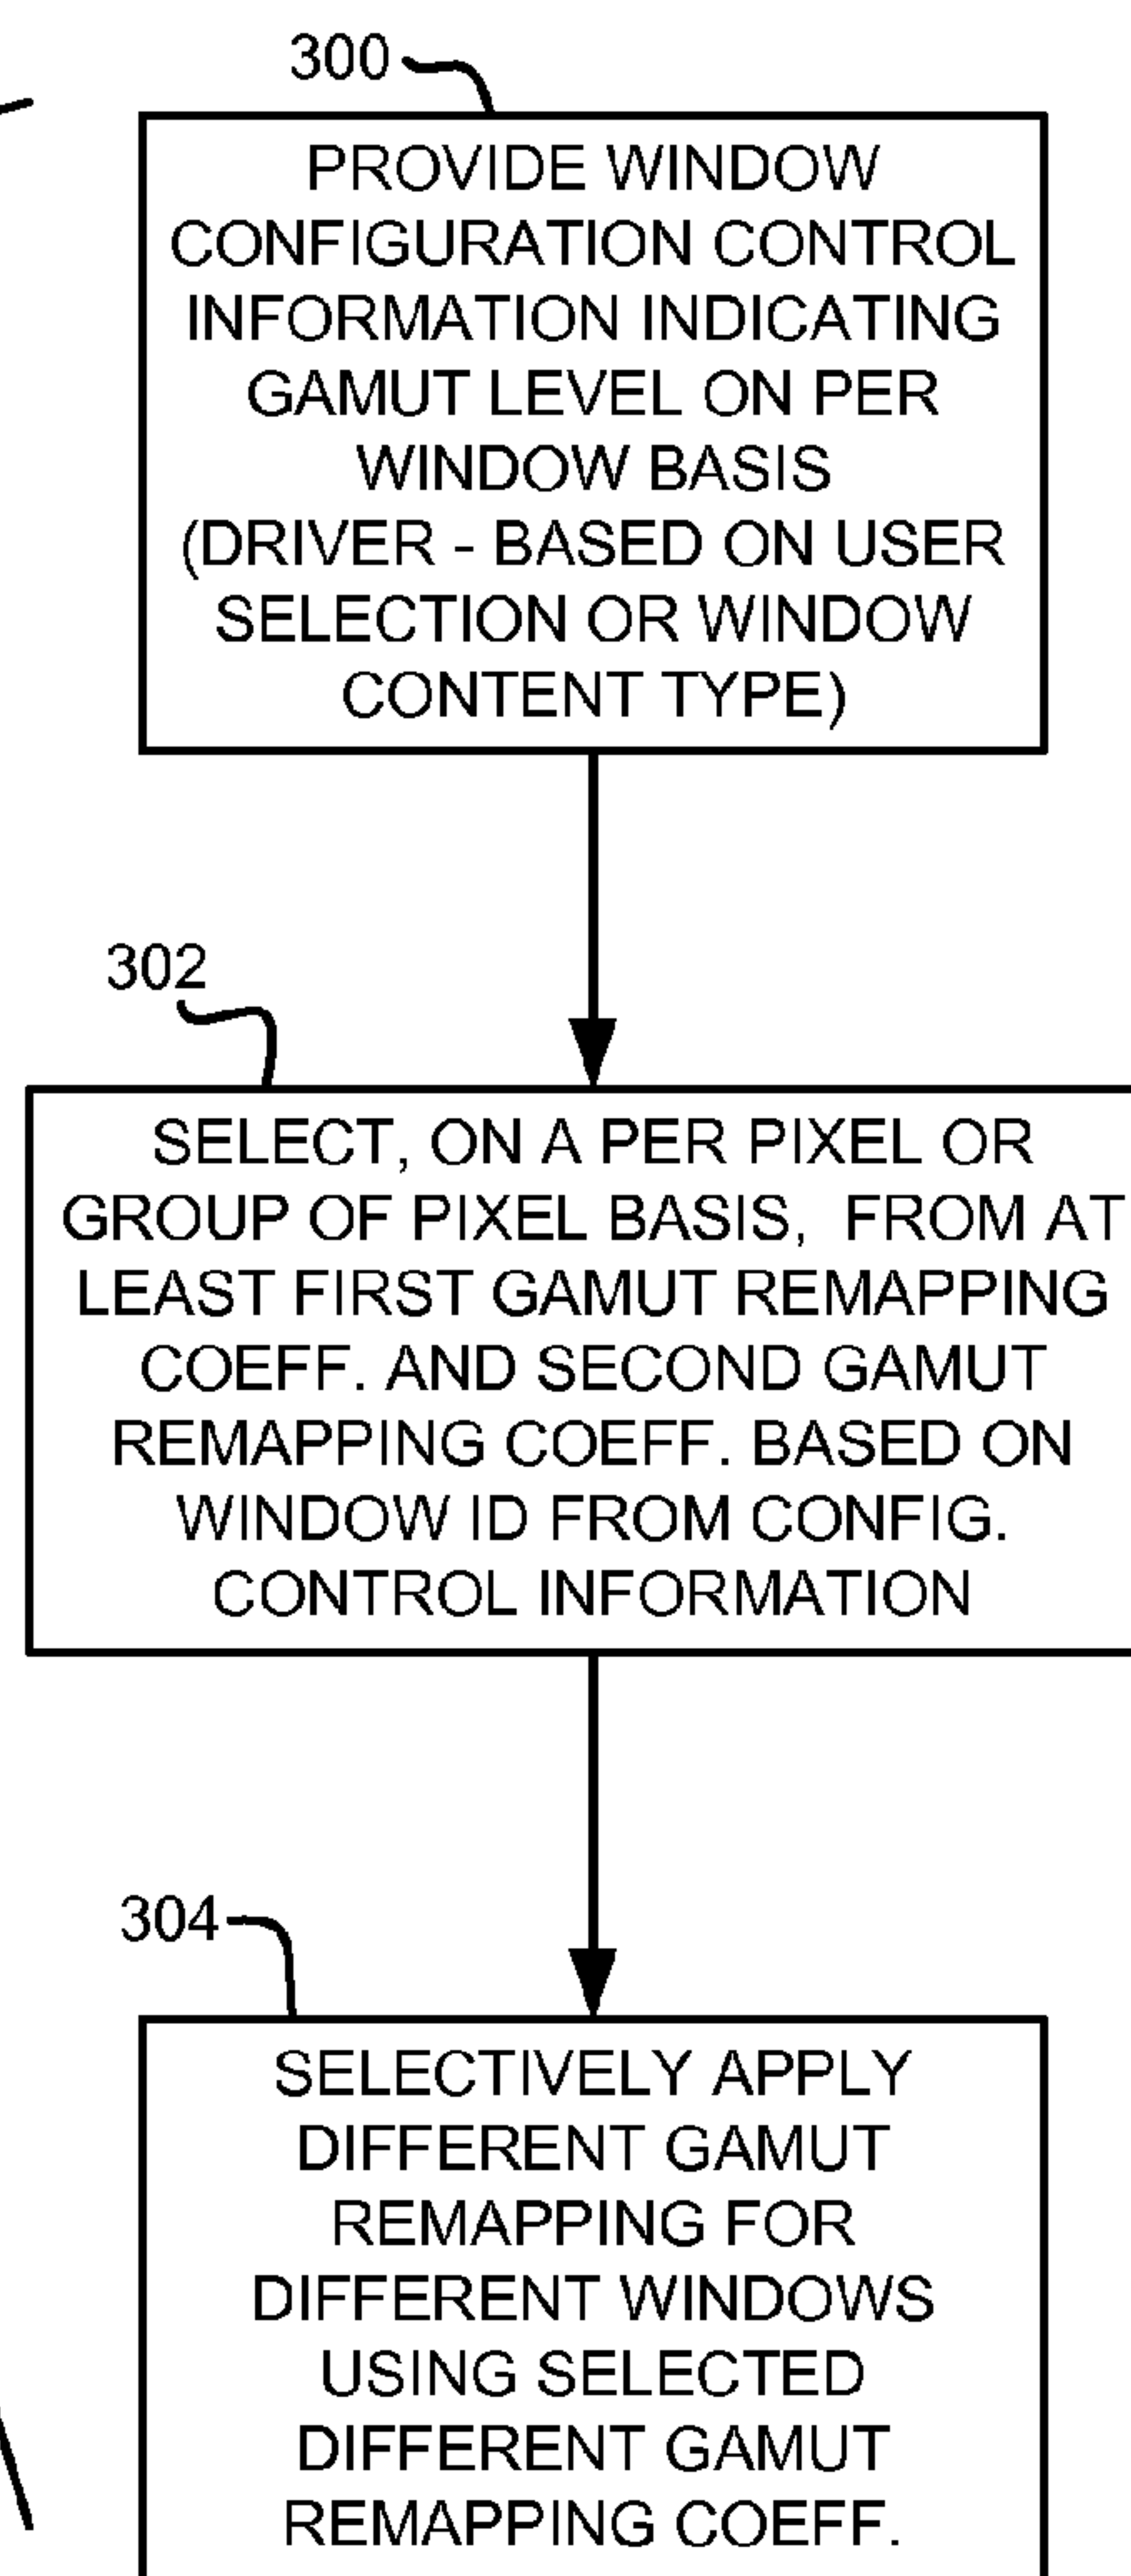 300
PROVIDE WINDOW
CONFIGURATION CONTROL
INFORMATION INDICATING
GAMUT LEVEL ON PER
WINDOW BASIS
(DRIVER - BASED ON USER
SELECTION OR WINDOW
CONTENT TYPE)
302
SELECT, ON A PER PIXEL OR
GROUP OF PIXEL BASIS, FROM AT
LEAST FIRST GAMUT REMAPPING
COEFF. AND SECOND GAMUT
REMAPPING COEFF. BASED ON
WINDOW ID FROM CONFIG.
CONTROL INFORMATION
304
SELECTIVELY APPLY
DIFFERENT GAMUT
REMAPPING FOR
DIFFERENT WINDOWS
USING SELECTED
DIFFERENT GAMUT
REMAPPING COEFF.